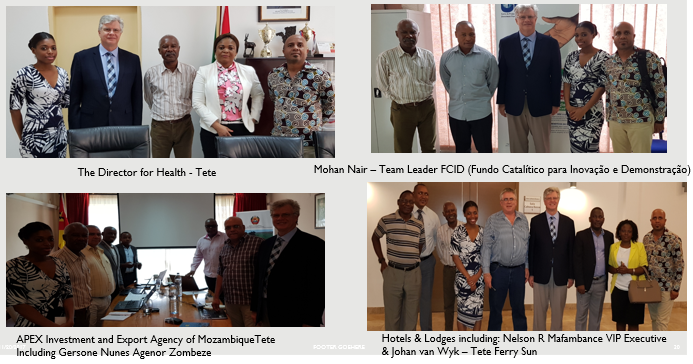 The Director for Health - Tete
Mohan Nair – Team Leader FCID (Fundo Catalítico para Inovação e Demonstração)
APEX Investment and Export Agency of MozambiqueTete
Including Gersone Nunes Agenor Zombeze
Hotels & Lodges including: Nelson R Mafambance VIP Executive
& Johan van Wyk – Tete Ferry Sun